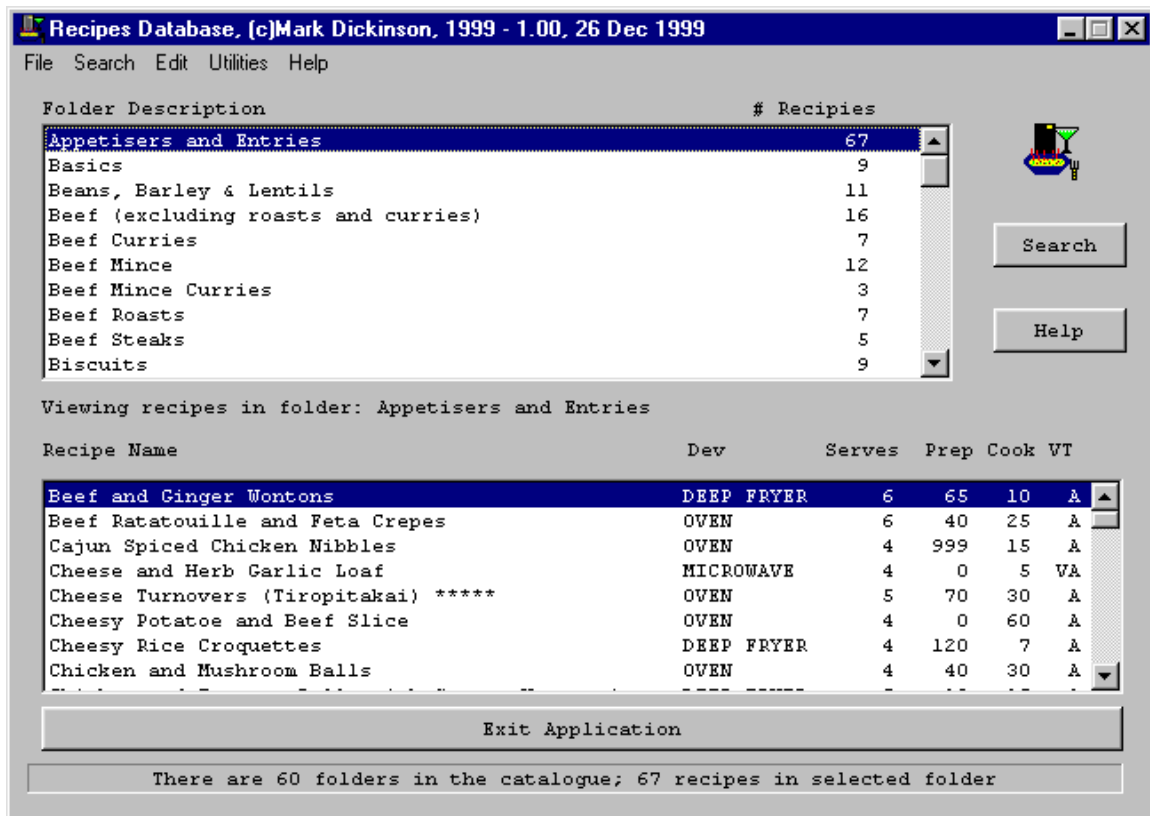 Recipes Database, (c)Mark Dickinson, 1999 - 1.00, 26 Dec 1999
File Search Edit Utilities Help
Folder Description # Recipies
Appetisers and Entries 67
Basics 9
Beans, Barley & Lentils 11
Beef (excluding roasts and curries) 16
Beef Curries 7
Beef Mince 12
Beef Mince Curries 3
Beef Roasts 7
Beef Steaks 5
Biscuits 9
Search
Help
Viewing recipes in folder: Appetisers and Entries
Recipe Name Dev Serves Prep Cook VT
Beef and Ginger Wontons DEEP FRYER 6 65 10 A
Beef Ratatouille and Feta Crepes OVEN 6 40 25 A
Cajun Spiced Chicken Nibbles OVEN 4 999 15 A
Cheese and Herb Garlic Loaf MICROWAVE 4 0 5 VA
Cheese Turnovers (Tiropitakai) ***** OVEN 5 70 30 A
Cheesy Potatoe and Beef Slice OVEN 4 0 60 A
Cheesy Rice Croquettes DEEP FRYER 4 120 7 A
Chicken and Mushroom Balls OVEN 4 40 30 A
Exit Application
There are 60 folders in the catalogue; 67 recipes in selected folder